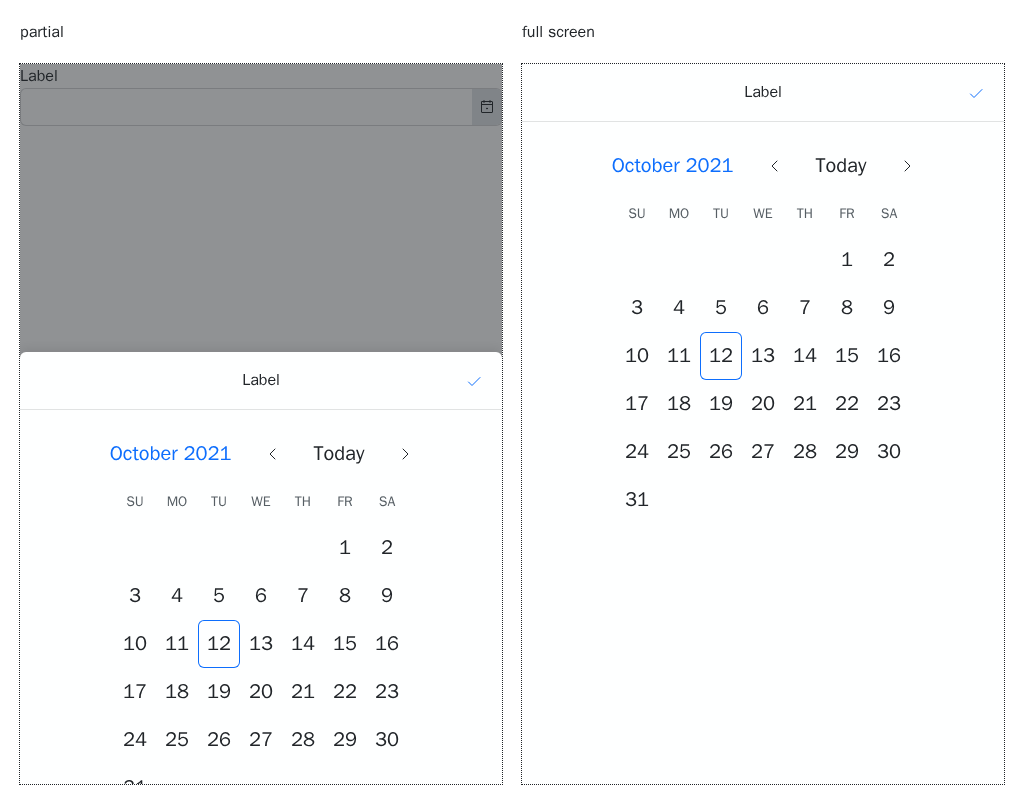 partial
Label
Label
October 2021 Today
SU MO TU WE TH FR SA
1 2
3 4 5 6 7 8 9
10 11 12 13 14 15 16
17 18 19 20 21 22 23
24 25 26 27 28 29 30
31
full screen
Label
October 2021 Today
SU MO TU WE TH FR SA
1 2
3 4 5 6 7 8 9
10 11 12 13 14 15 16
17 18 19 20 21 22 23
24 25 26 27 28 29 30
31